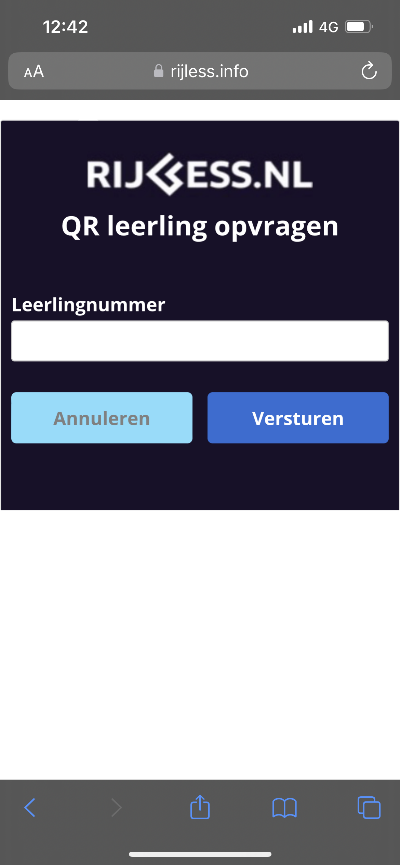 12:42
4G
AA
rijless.info
RIJLESS.NL
QR leerling opvragen
Leerlingnummer
Annuleren
Versturen